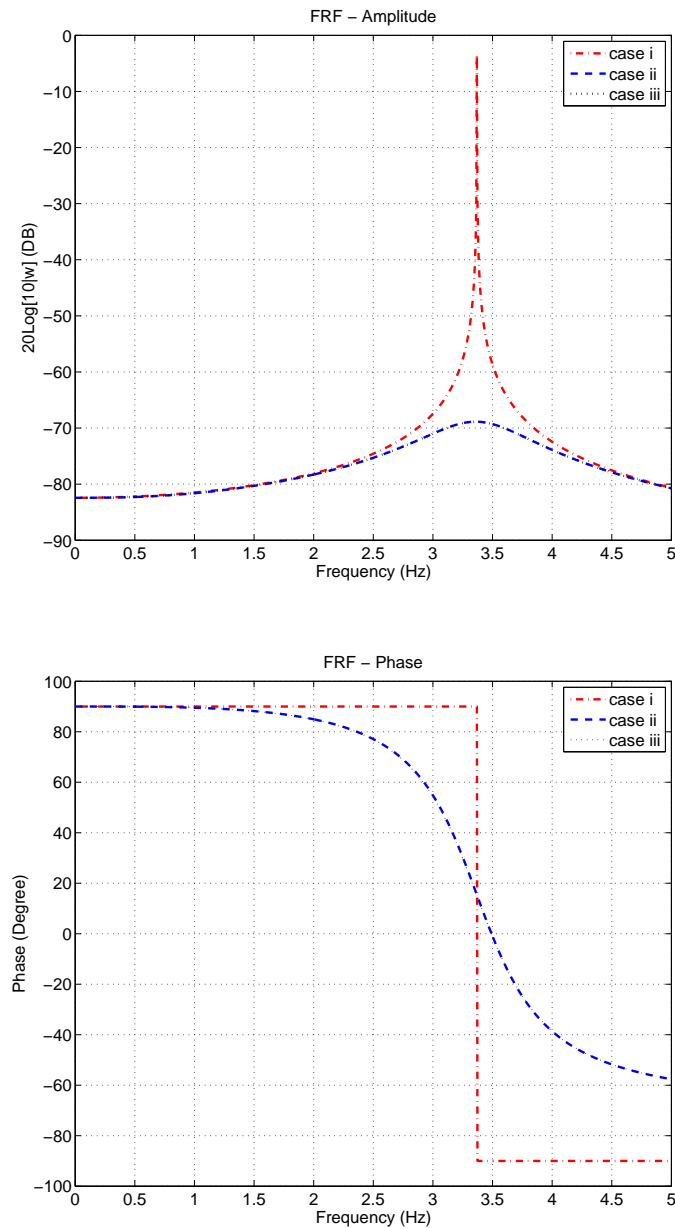 FRF − Amplitude
0
−10
−20
−30
−40
−50
−60
−70
−80
−90
20Log[10|w] (DB)
case i
case ii
case iii
0 0.5 1 1.5 2 2.5 3 3.5 4 4.5 5
Frequency (Hz)
FRF − Phase
100
80
60
40
20
0
−20
−40
−60
−80
−100
Phase (Degree)
case i
case ii
case iii
0 0.5 1 1.5 2 2.5 3 3.5 4 4.5 5
Frequency (Hz)